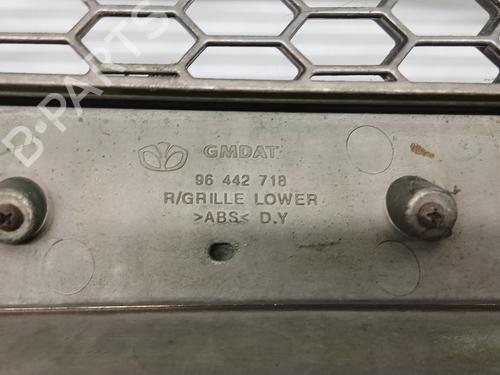 B-PARTS
GMDAT
96 442 718
R/GRILLE LOWER
>ABS< D.Y